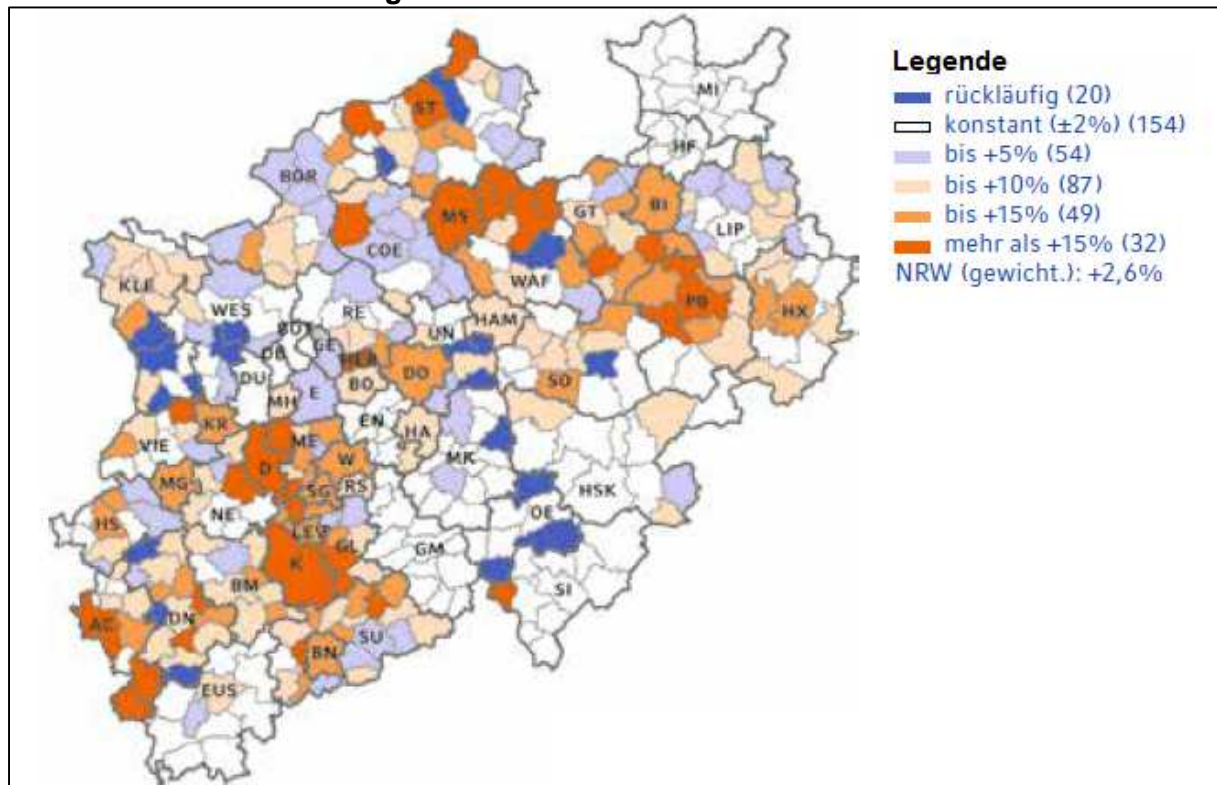 Legende
rückläufig (20)
konstant (±2%) (154)
bis +5% (54)
bis +10% (87)
bis +15% (49)
mehr als +15% (32)
NRW (gewicht.): +2,6%
MI
HF
ST
BOR
MS
GT
BI
LIP
COE
WAF
KLE
WES
RE
UN
HAM
PB
HX
BOT
GE
OB
HER
DO
SO
DU
MH
E
BO
EN
HA
VIE
KR
ME
W
MK
HSK
D
MG
SG
RS
NE
OE
HS
LEV
K
GL
GM
SI
BM
AC
DN
SU
BN
EUS